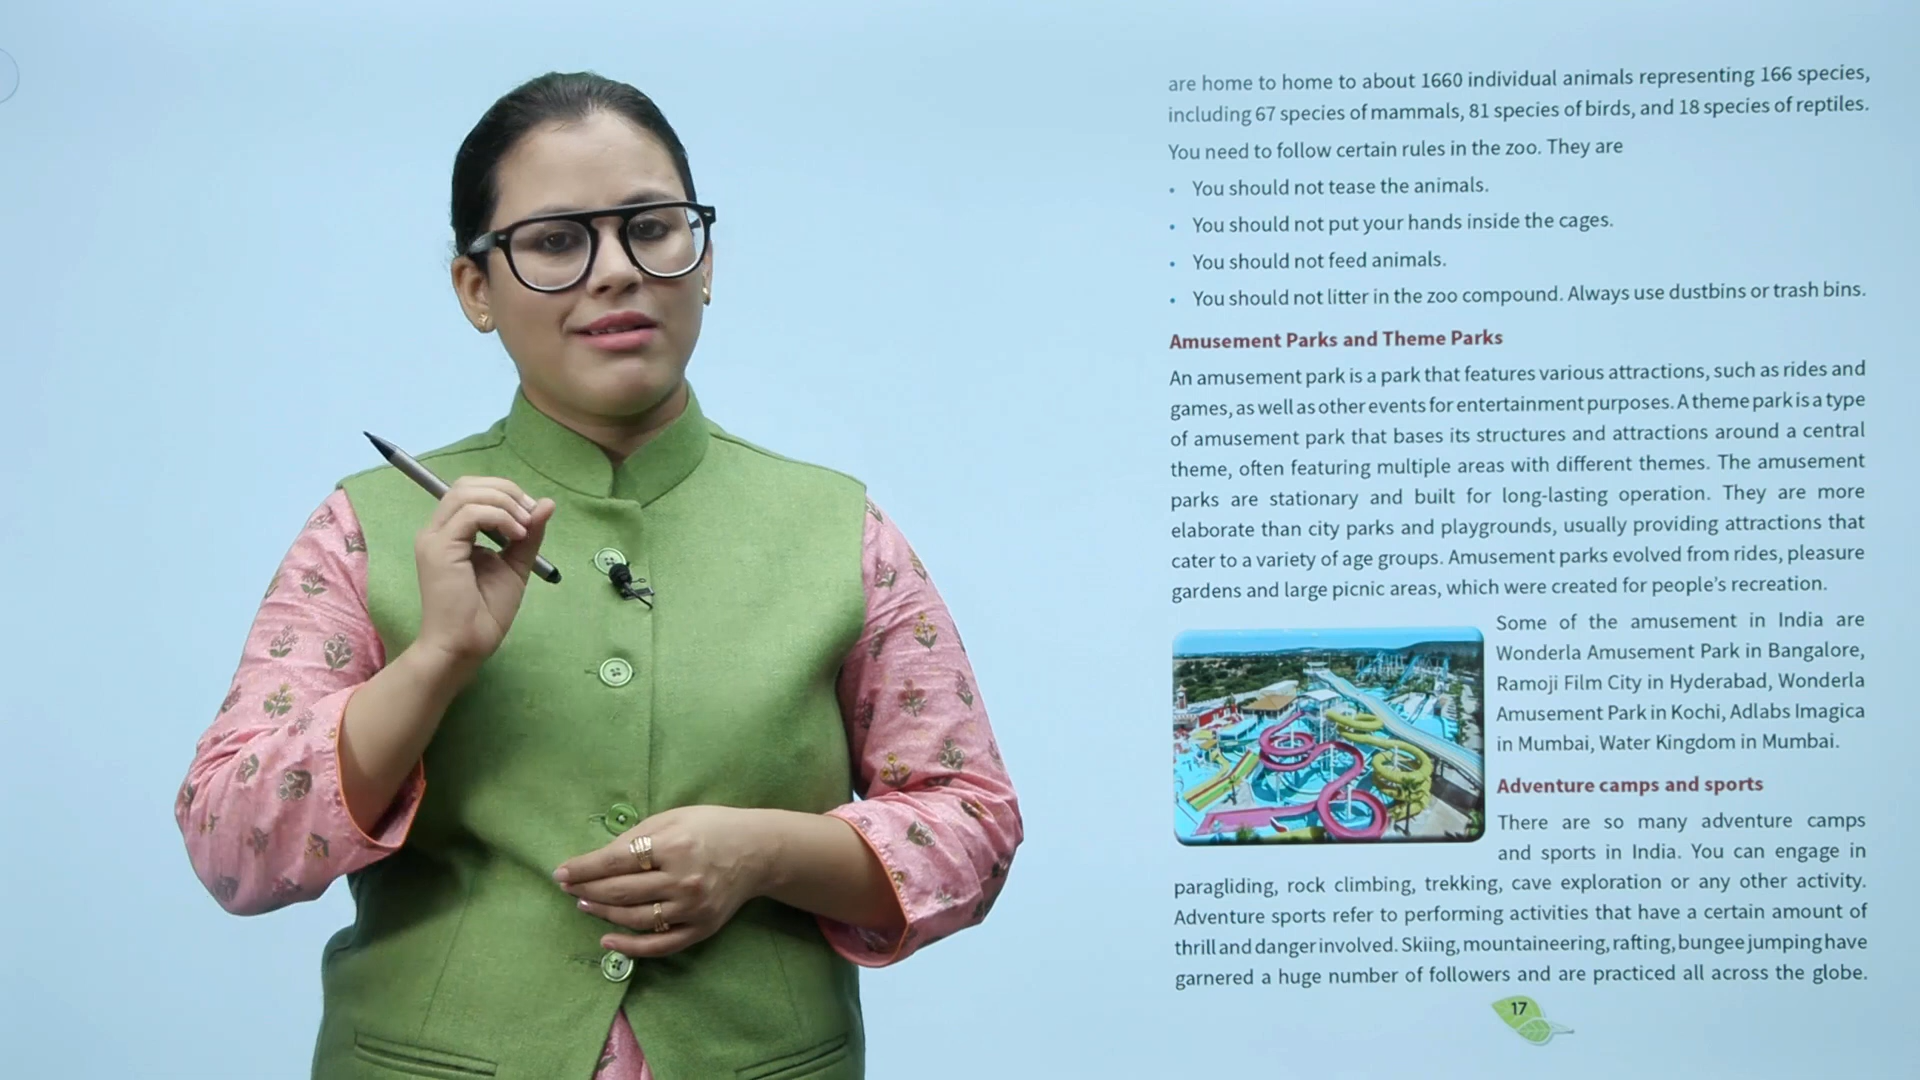 are home to home to about 1660 individual animals representing 166 species,
including 67 species of mammals, 81 species of birds, and 18 species of reptiles.
You need to follow certain rules in the zoo. They are
• You should not tease the animals.
• You should not put your hands inside the cages.
• You should not feed animals.
• You should not litter in the zoo compound. Always use dustbins or trash bins.
Amusement Parks and Theme Parks
An amusement park is a park that features various attractions, such as rides and
games, as well as other events for entertainment purposes. A theme park is a type
of amusement park that bases its structures and attractions around a central
theme, often featuring multiple areas with different themes. The amusement
parks are stationary and built for long-lasting operation. They are more
elaborate than city parks and playgrounds, usually providing attractions that
cater to a variety of age groups. Amusement parks evolved from rides, pleasure
gardens and large picnic areas, which were created for people's recreation.
Some of the amusement in India are
Wonderla Amusement Park in Bangalore,
Ramoji Film City in Hyderabad, Wonderla
Amusement Park in Kochi, Adlabs Imagica
in Mumbai, Water Kingdom in Mumbai.
Adventure camps and sports
There are so many adventure camps
and sports in India. You can engage in
paragliding, rock climbing, trekking, cave exploration or any other activity.
Adventure sports refer to performing activities that have a certain amount of
thrill and danger involved. Skiing, mountaineering, rafting, bungee jumping have
garnered a huge number of followers and are practiced all across the globe.
17